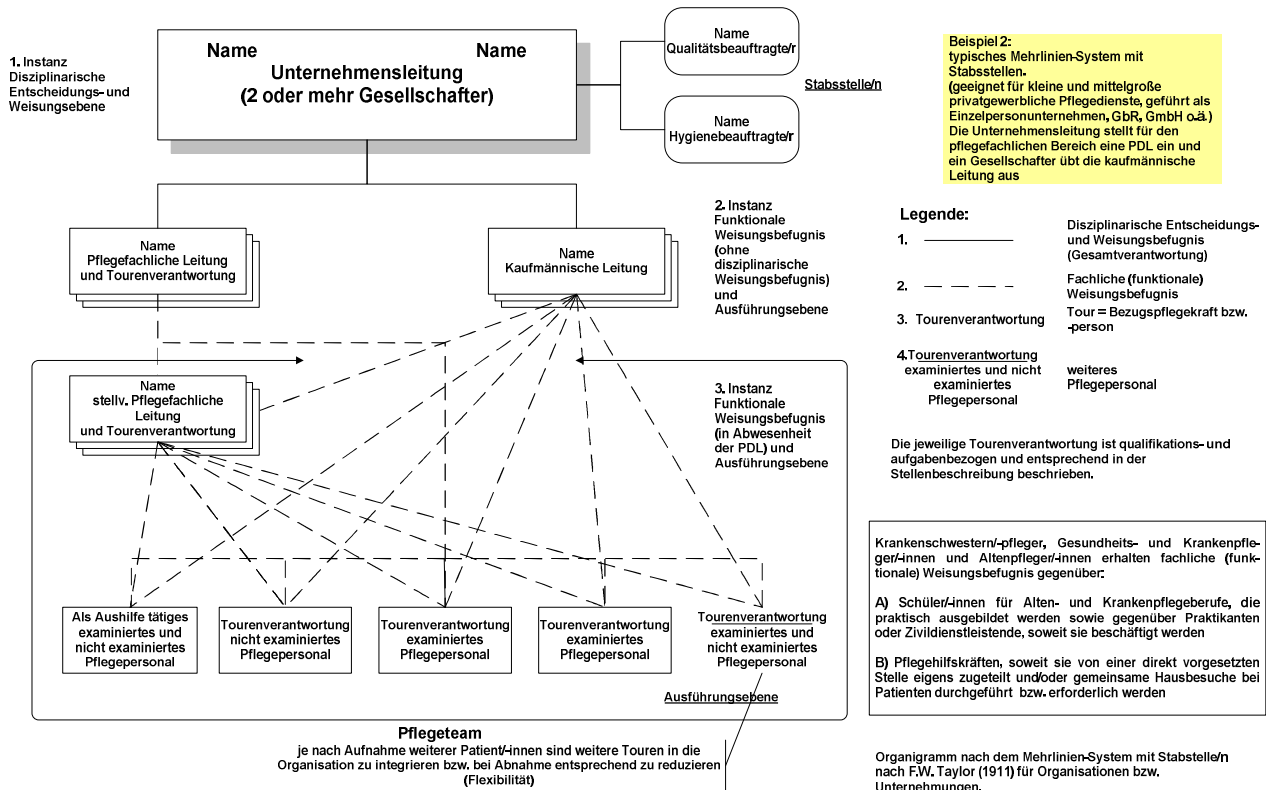 1. Instanz
Disziplinarische
Entscheidungs- und
Weisungsebene
Name Name
Unternehmensleitung
(2 oder mehr Gesellschafter)
Name
Qualitätsbeauftragte/r
Stabsstelle/n
Name
Hygienebeauftragte/r
Beispiel 2:
typisches Mehrlinien-System mit
Stabsstellen.
(geeignet für kleine und mittelgroße
privatgewerbliche Pflegedienste, geführt als
Einzelpersonunternehmen, GbR, GmbH o.ä.)
Die Unternehmensleitung stellt für den
pflegefachlichen Bereich eine PDL ein und
ein Gesellschafter übt die kaufmännische
Leitung aus
Name
Pflegefachliche Leitung
und Tourenverantwortung
Name
Kaufmännische Leitung
2. Instanz
Funktionale
Weisungsbefugnis
(ohne
disziplinarische
Weisungsbefugnis)
und
Ausführungsebene
Legende:
1.
Disziplinarische Entscheidungs-
und Weisungsbefugnis
(Gesamtverantwortung)
2.
Fachliche (funktionale)
Weisungsbefugnis
3. Tourenverantwortung
Tour = Bezugspflegekraft bzw.
-person
4.Tourenverantwortung
examiniertes und nicht
examiniertes
Pflegepersonal
weiteres
Pflegepersonal
Name
stellv. Pflegefachliche
Leitung
und Tourenverantwortung
3. Instanz
Funktionale
Weisungsbefugnis
(in Abwesenheit
der PDL) und
Ausführungsebene
Die jeweilige Tourenverantwortung ist qualifikations- und
aufgabenbezogen und entsprechend in der
Stellenbeschreibung beschrieben.
Als Aushilfe tätiges
examiniertes und
nicht examiniertes
Pflegepersonal
Tourenverantwortung
nicht examiniertes
Pflegepersonal
Tourenverantwortung
examiniertes
Pflegepersonal
Tourenverantwortung
examiniertes
Pflegepersonal
Tourenverantwortung
examiniertes und
nicht examiniertes
Pflegepersonal
Ausführungsebene
Krankenschwestern/-pfleger, Gesundheits- und Krankenpfle-
ger/-innen und Altenpfleger/-innen erhalten fachliche (funk-
tionale) Weisungsbefugnis gegenüber:
A) Schüler/-innen für Alten- und Krankenpflegeberufe, die
praktisch ausgebildet werden sowie gegenüber Praktikanten
oder Zivildienstleistende, soweit sie beschäftigt werden
B) Pflegehilfskräften, soweit sie von einer direkt vorgesetzten
Stelle eigens zugeteilt und/oder gemeinsame Hausbesuche bei
Patienten durchgeführt bzw. erforderlich werden
Pflegeteam
je nach Aufnahme weiterer Patient/-innen sind weitere Touren in die
Organisation zu integrieren bzw. bei Abnahme entsprechend zu reduzieren
(Flexibilität)
Organigramm nach dem Mehrlinien-System mit Stabstelle/n
nach F.W. Taylor (1911) für Organisationen bzw.
Unternehmungen.